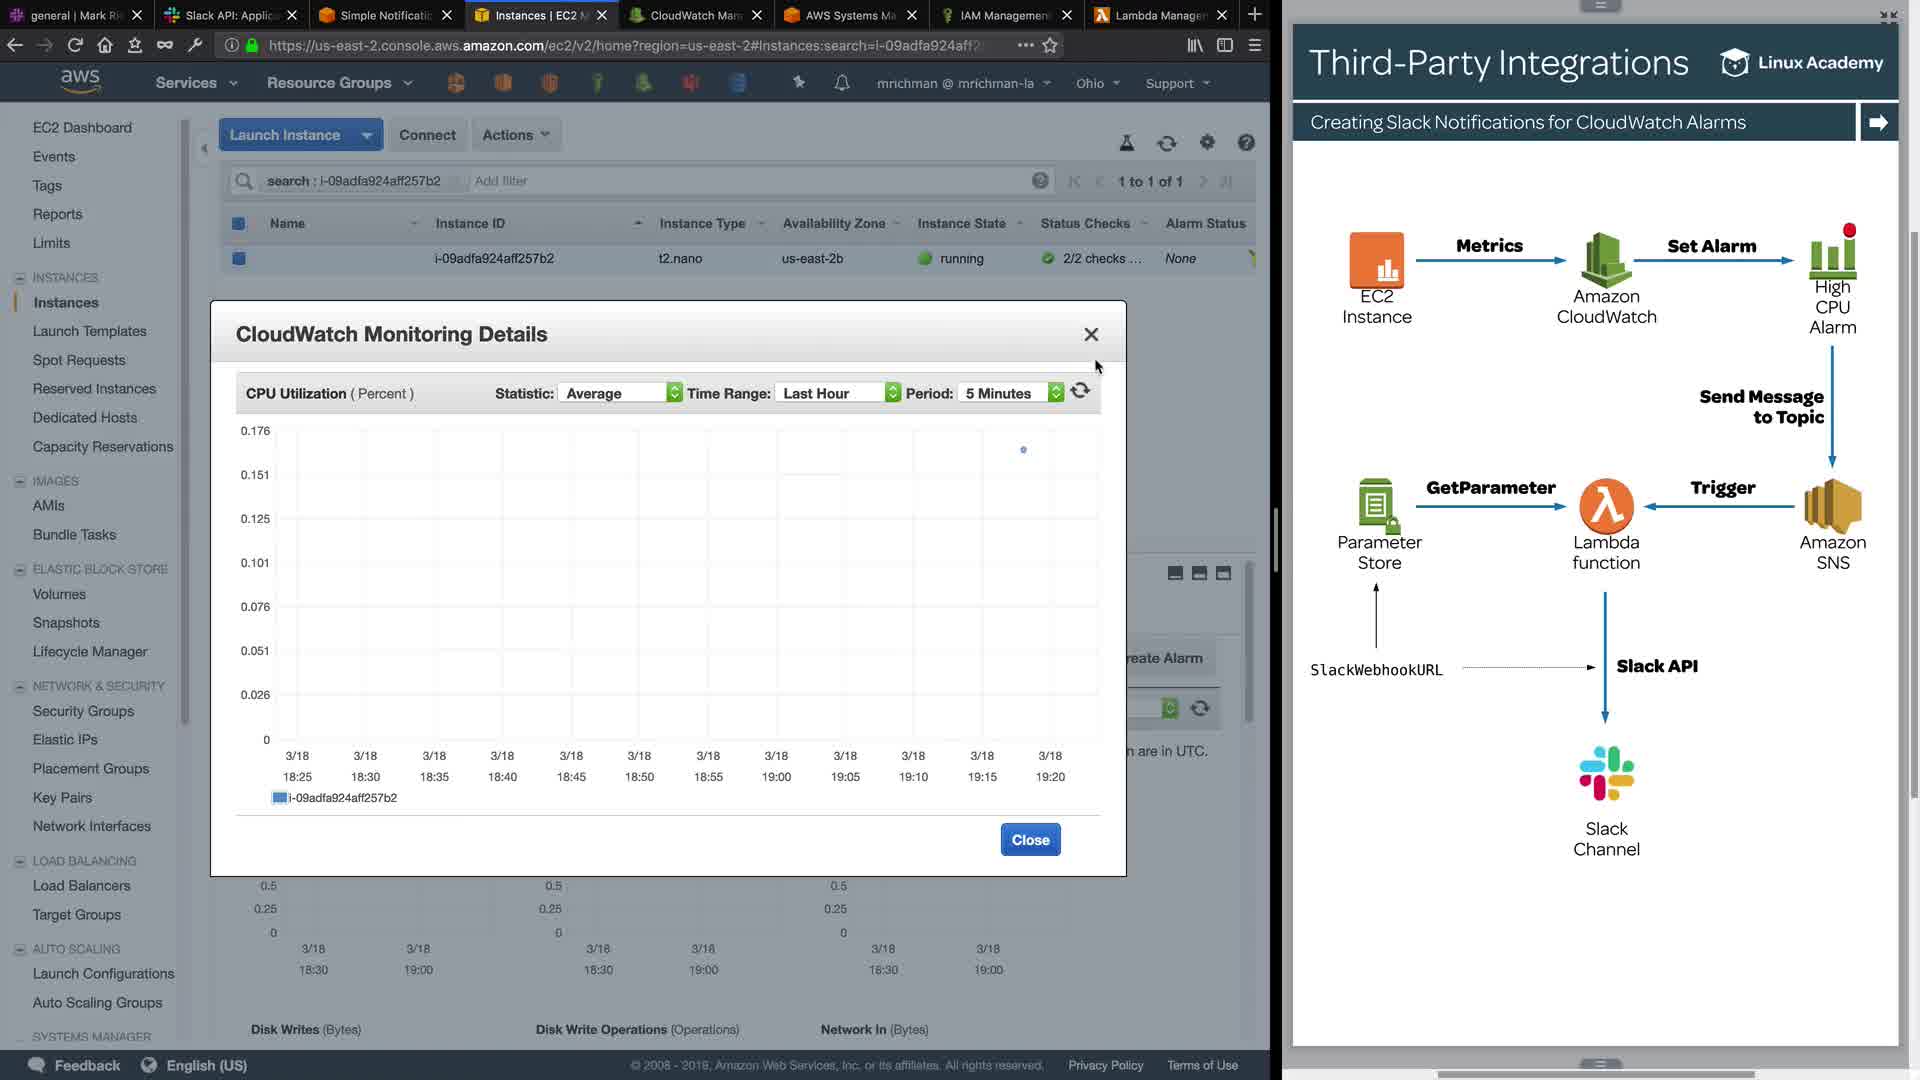 general | Mark Ri
Slack API: Applic
Simple Notificatio
Instances | EC2 M
CloudWatch Man
AWS Systems Ma
IAM Management
Lambda Manager
https://us-east-2.console.aws.amazon.com/ec2/v2/home?region=us-east-2#Instances:search=i-09adfa924aff2
aws
Services
Resource Groups
mrichman @ mrichman-la
Ohio
Support
EC2 Dashboard
Events
Tags
Reports
Limits
INSTANCES
Instances
Launch Templates
Spot Requests
Reserved Instances
Dedicated Hosts
Capacity Reservations
IMAGES
AMIs
Bundle Tasks
ELASTIC BLOCK STORE
Volumes
Snapshots
Lifecycle Manager
NETWORK & SECURITY
Security Groups
Elastic IPs
Placement Groups
Key Pairs
Network Interfaces
LOAD BALANCING
Load Balancers
Target Groups
AUTO SCALING
Launch Configurations
Auto Scaling Groups
SYSTEMS MANAGER
Launch Instance
Connect
Actions
search : i-09adfa924aff257b2
Add filter
1 to 1 of 1
Name Instance ID Instance Type Availability Zone Instance State Status Checks Alarm Status
i-09adfa924aff257b2 t2.nano us-east-2b running 2/2 checks ... None
CloudWatch Monitoring Details
CPU Utilization ( Percent )
Statistic: Average
Time Range: Last Hour
Period: 5 Minutes
0.176
0.151
0.125
0.101
0.076
0.051
0.026
0
3/18 3/18 3/18 3/18 3/18 3/18 3/18 3/18 3/18 3/18 3/18 3/18
18:25 18:30 18:35 18:40 18:45 18:50 18:55 19:00 19:05 19:10 19:15 19:20
i-09adfa924aff257b2
Close
reate Alarm
n are in UTC.
0.5 0.5 0.5
0.25 0.25 0.25
0 0 0
3/18 3/18 3/18 3/18 3/18 3/18
18:30 19:00 18:30 19:00 18:30 19:00
Disk Writes (Bytes)
Disk Write Operations (Operations)
Network In (Bytes)
Feedback
English (US)
© 2008 - 2019, Amazon Web Services, Inc. or its affiliates. All rights reserved.
Privacy Policy
Terms of Use
Third-Party Integrations
Linux Academy
Creating Slack Notifications for CloudWatch Alarms
Metrics
Set Alarm
EC2
Instance
Amazon
CloudWatch
High
CPU
Alarm
Send Message
to Topic
GetParameter
Trigger
Parameter
Store
Lambda
function
Amazon
SNS
SlackWebhookURL
Slack API
Slack
Channel